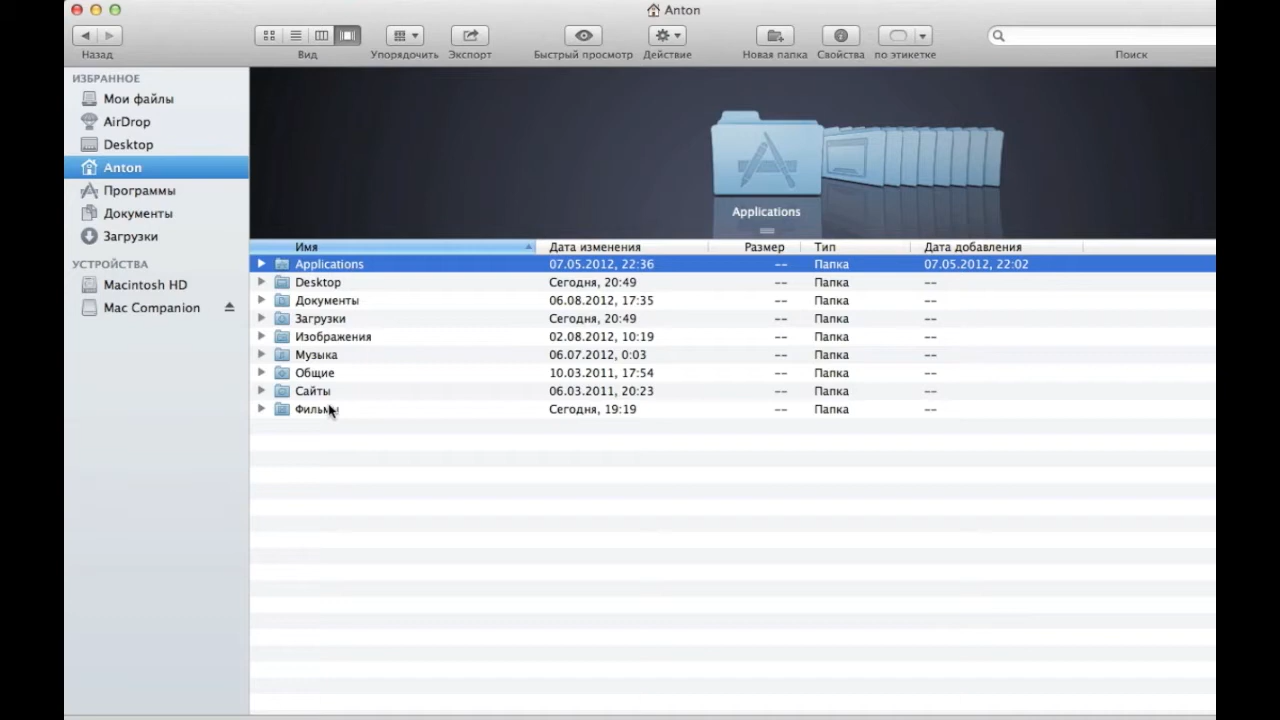 Anton
Назад
Вид
Упорядочить
Экспорт
Быстрый просмотр
Действие
Новая папка
Свойства
по этикетке
Поиск
ИЗБРАННОЕ
Мои файлы
AirDrop
Desktop
Anton
Программы
Документы
Загрузки
УСТРОЙСТВА
Macintosh HD
Mac Companion
Applications
Имя Дата изменения Размер Тип Дата добавления
Applications 07.05.2012, 22:36 -- Папка 07.05.2012, 22:02
Desktop Сегодня, 20:49 -- Папка --
Документы 06.08.2012, 17:35 -- Папка --
Загрузки Сегодня, 20:49 -- Папка --
Изображения 02.08.2012, 10:19 -- Папка --
Музыка 06.07.2012, 0:03 -- Папка --
Общие 10.03.2011, 17:54 -- Папка --
Сайты 06.03.2011, 20:23 -- Папка --
Фильмы Сегодня, 19:19 -- Папка --